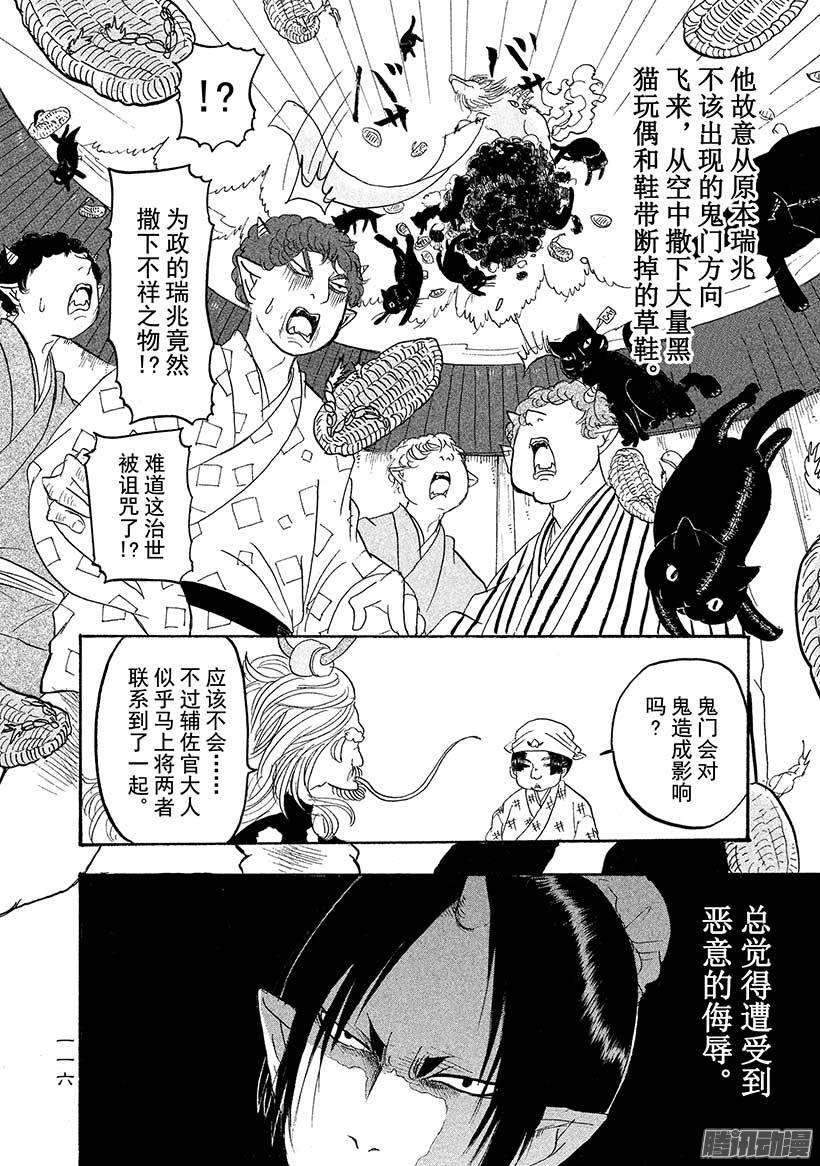 他故意从原本瑞兆
不该出现的鬼门方向
飞来，从空中撒下大量黑
猫玩偶和鞋带断掉的草鞋。
!?
为政的瑞兆竟然
撒下不祥之物!?
难道这治世
被诅咒了!?
鬼门会对
鬼造成影响
吗？
应该不会……
不过辅佐官大人
似乎马上将两者
联系到了一起。
总觉得遭受到
恶意的侮辱。
一一六
腾讯动漫